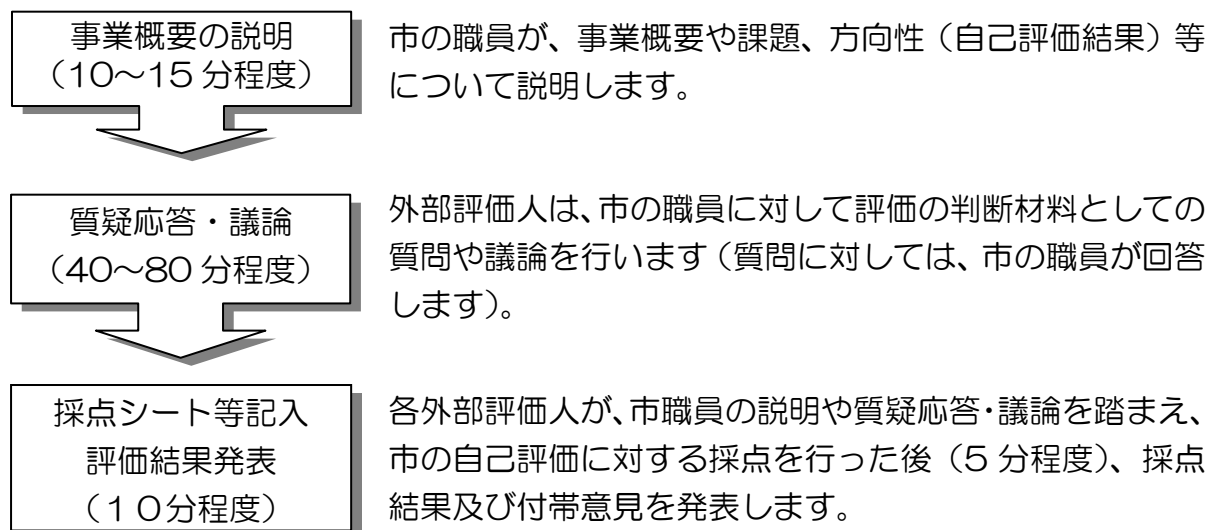 事業概要の説明
（10～15 分程度）
市の職員が、事業概要や課題、方向性（自己評価結果）等
について説明します。
質疑応答・議論
（40～80 分程度）
外部評価人は、市の職員に対して評価の判断材料としての
質問や議論を行います（質問に対しては、市の職員が回答
します）。
採点シート等記入
評価結果発表
（１０分程度）
各外部評価人が、市職員の説明や質疑応答・議論を踏まえ、
市の自己評価に対する採点を行った後（5 分程度）、採点
結果及び付帯意見を発表します。